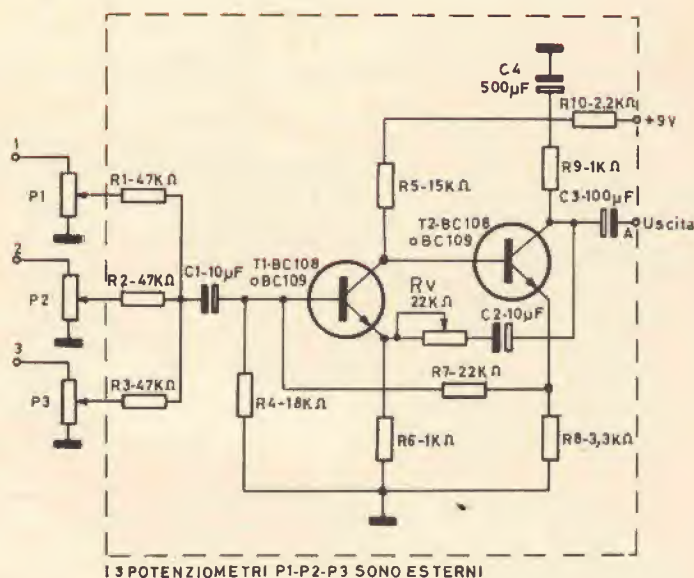 C4
500µF
R10-2,2KΩ
+9V
1
R9-1KΩ
P1
R1-47KΩ
R5-15KΩ
C3-100µF
T2-BC108
oBC109
A
Uscita
2
P2
R2-47KΩ
C1-10µF
T1-BC108
oBC109
Rv
22KΩ
C2-10µF
3
P3
R3-47KΩ
R4-18KΩ
R7-22KΩ
R6-1KΩ
R8-3,3KΩ
I 3 POTENZIOMETRI P1-P2-P3 SONO ESTERNI